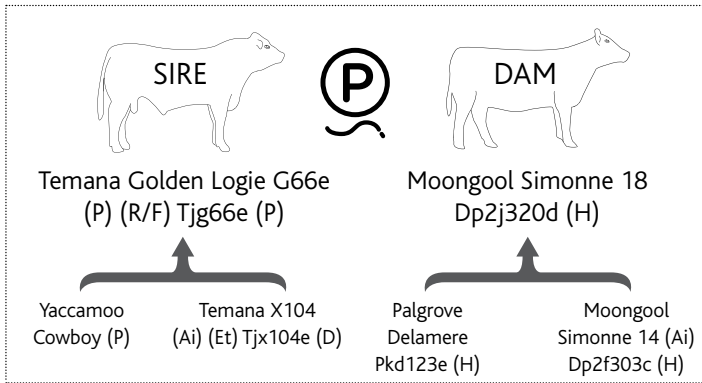 SIRE
P
DAM
Temana Golden Logie G66e
(P) (R/F) Tjg66e (P)
Moongool Simonne 18
Dp2j320d (H)
Yaccamoo
Cowboy (P)
Temana X104
(Ai) (Et) Tjx104e (D)
Palgrove
Delamere
Pkd123e (H)
Moongool
Simonne 14 (Ai)
Dp2f303c (H)